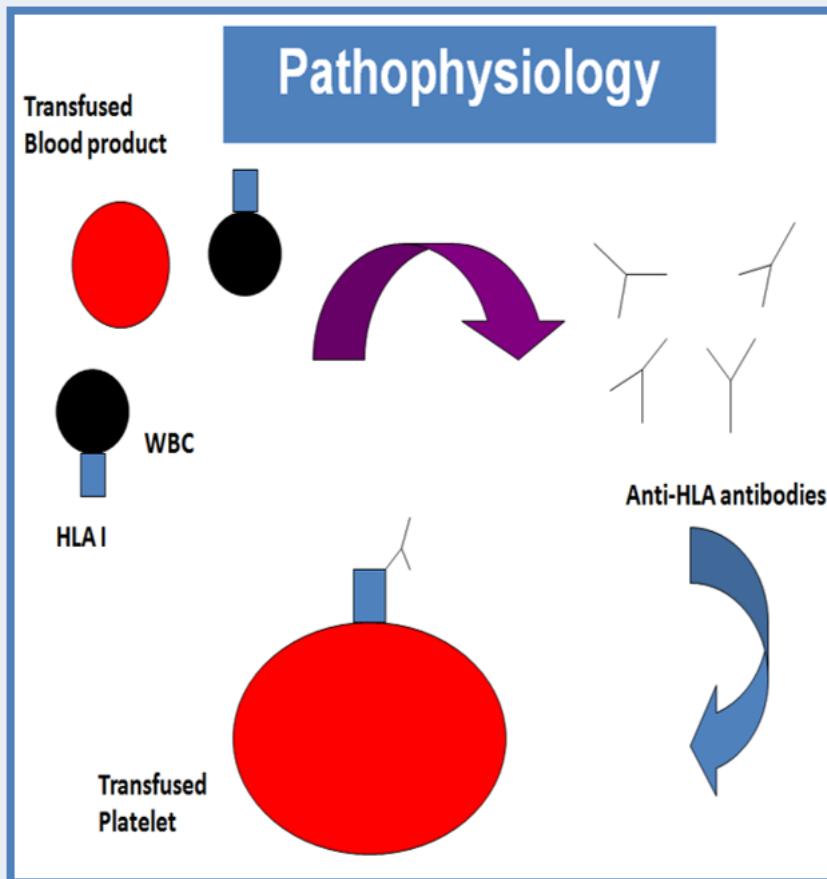 Pathophysiology
Transfused
Blood product
WBC
HLA I
Anti-HLA antibodies
Transfused
Platelet